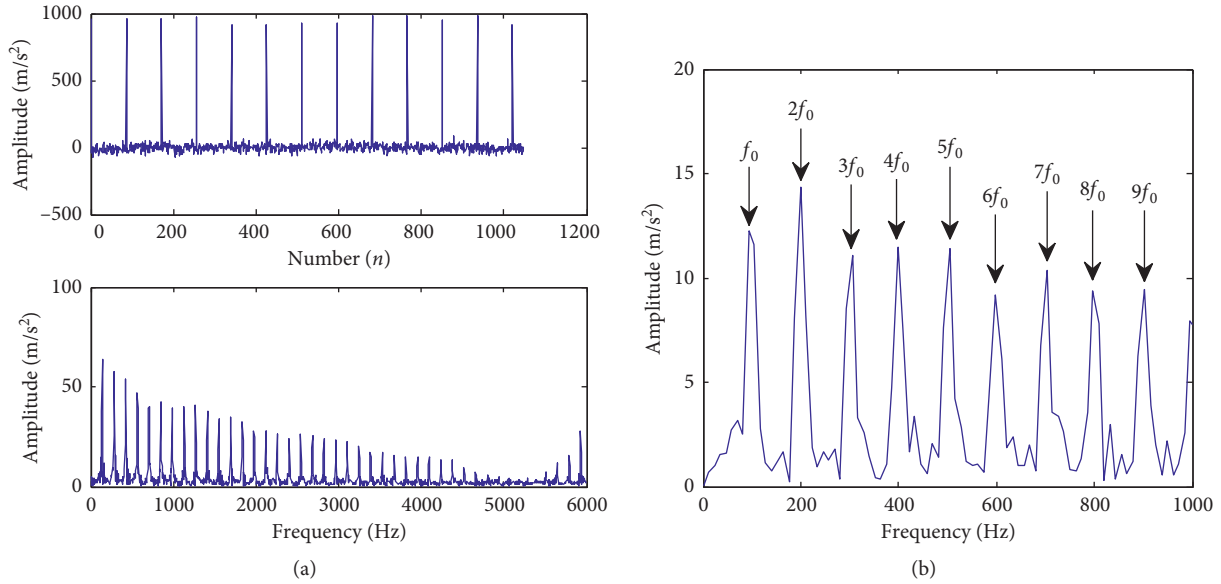 1000
500
0
−500
Amplitude (m/s²)
0 200 400 600 800 1000 1200
Number (n)
100
50
0
Amplitude (m/s²)
0 1000 2000 3000 4000 5000 6000
Frequency (Hz)
(a)
20
15
10
5
0
Amplitude (m/s²)
f₀
2f₀
3f₀
4f₀
5f₀
6f₀
7f₀
8f₀
9f₀
0 200 400 600 800 1000
Frequency (Hz)
(b)